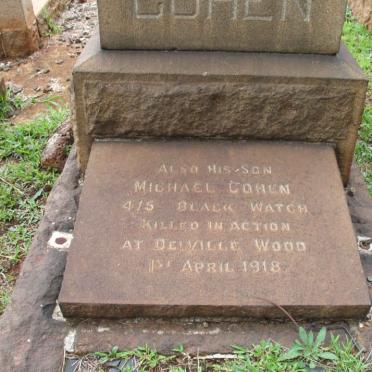 COHEN
ALSO HIS SON
MICHAEL COHEN
4/5 BLACK WATCH
KILLED IN ACTION
AT DELVILLE WOOD
1ST APRIL 1918